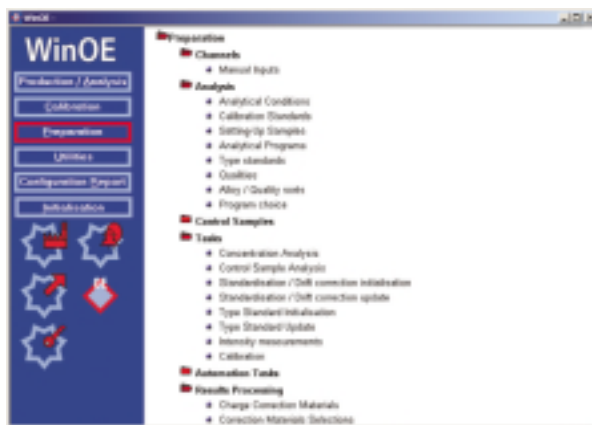 WinOE -
WinOE
Production / Analysis
Calibration
Preparation
Utilities
Configuration Report
Initialisation
Preparation
Channels
Manual Inputs
Analysis
Analytical Conditions
Calibration Standards
Setting-Up Samples
Analytical Programs
Type standards
Qualities
Alloy / Quality roots
Program choice
Control Samples
Tasks
Concentration Analysis
Control Sample Analysis
Standardisation / Drift correction initialisation
Standardisation / Drift correction update
Type Standard Initialisation
Type Standard Update
Intensity measurements
Calibration
Automation Tasks
Results Processing
Charge Correction Materials
Correction Materials Selections